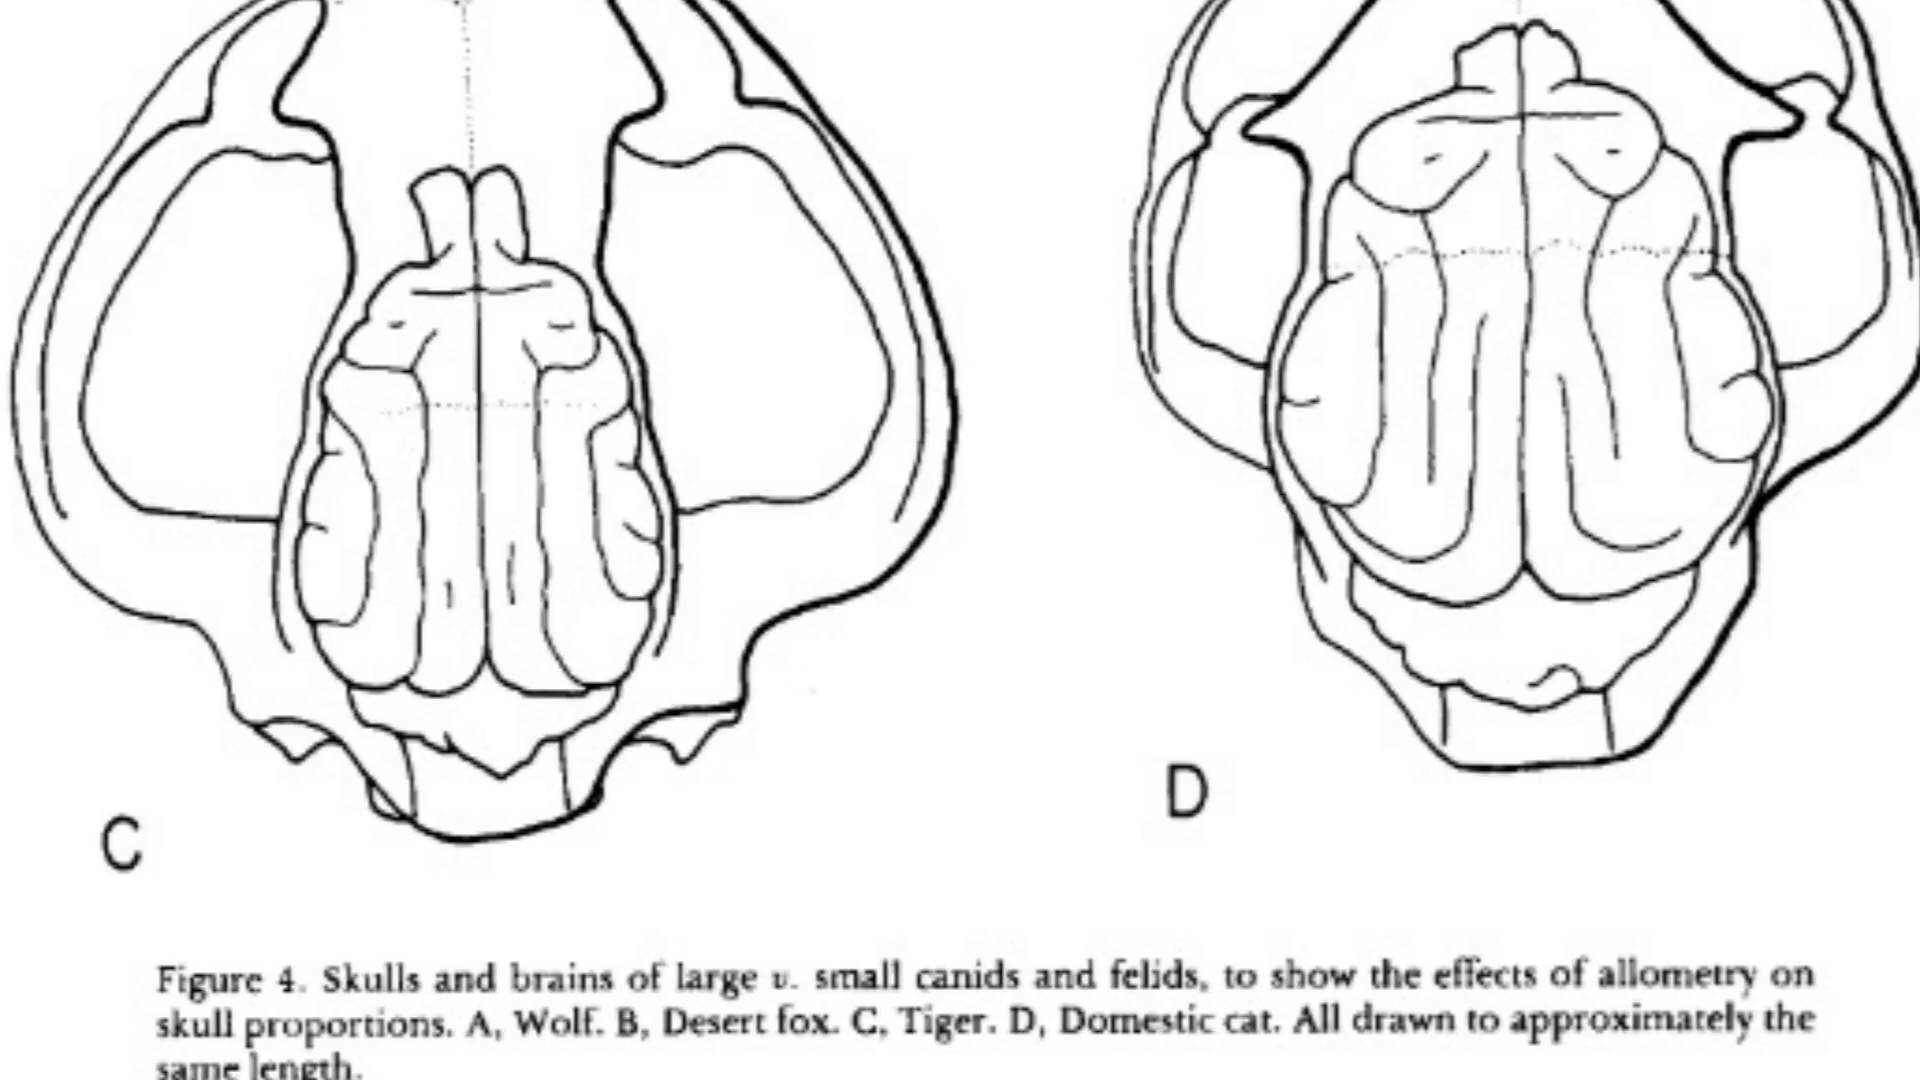 C
D
Figure 4. Skulls and brains of large v. small canids and felids, to show the effects of allometry on
skull proportions. A, Wolf. B, Desert fox. C, Tiger. D, Domestic cat. All drawn to approximately the
same length.